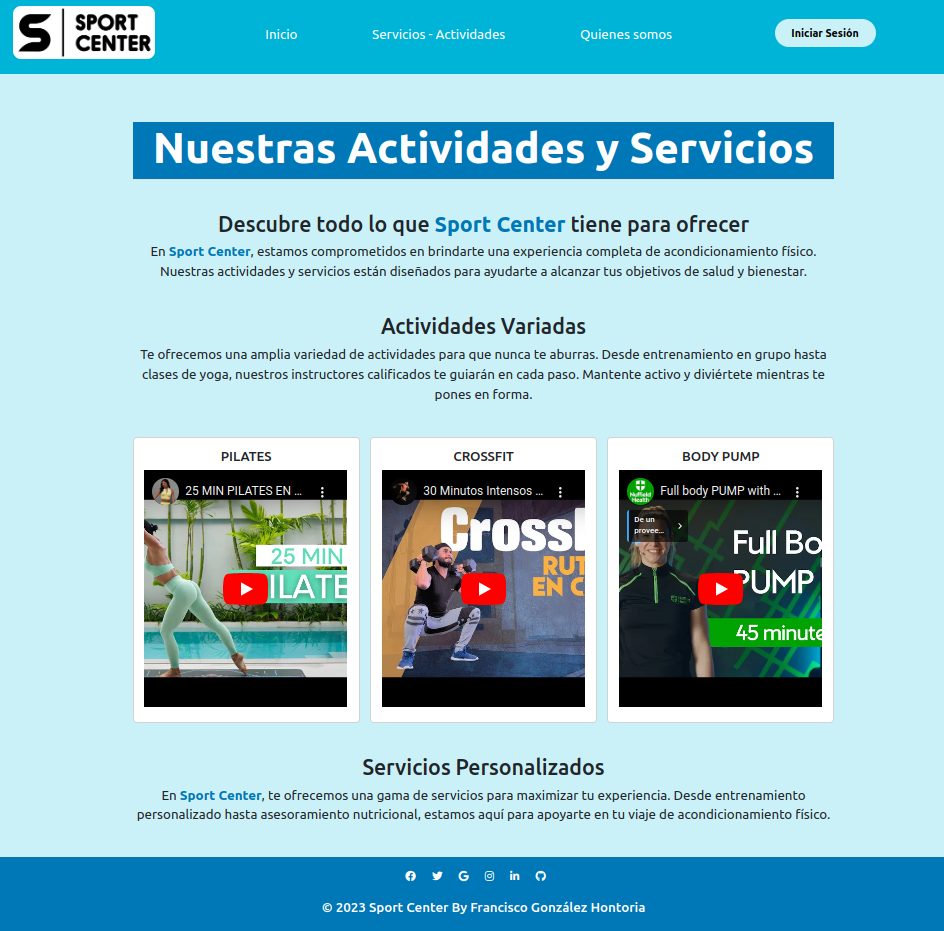 SPORT
CENTER
Inicio
Servicios - Actividades
Quienes somos
Iniciar Sesión
Nuestras Actividades y Servicios
Descubre todo lo que Sport Center tiene para ofrecer
En Sport Center, estamos comprometidos en brindarte una experiencia completa de acondicionamiento físico.
Nuestras actividades y servicios están diseñados para ayudarte a alcanzar tus objetivos de salud y bienestar.
Actividades Variadas
Te ofrecemos una amplia variedad de actividades para que nunca te aburras. Desde entrenamiento en grupo hasta
clases de yoga, nuestros instructores calificados te guiarán en cada paso. Mantente activo y diviértete mientras te
pones en forma.
PILATES
25 MIN PILATES EN ...
25 MIN
PILATE
CROSSFIT
30 Minutos Intensos ...
Crossf
RUT
EN C
BODY PUMP
Nuffield
Health
Full body PUMP with ...
De un
provee...
Full Bo
PUMP
45 minute
Servicios Personalizados
En Sport Center, te ofrecemos una gama de servicios para maximizar tu experiencia. Desde entrenamiento
personalizado hasta asesoramiento nutricional, estamos aquí para apoyarte en tu viaje de acondicionamiento físico.
© 2023 Sport Center By Francisco González Hontoria